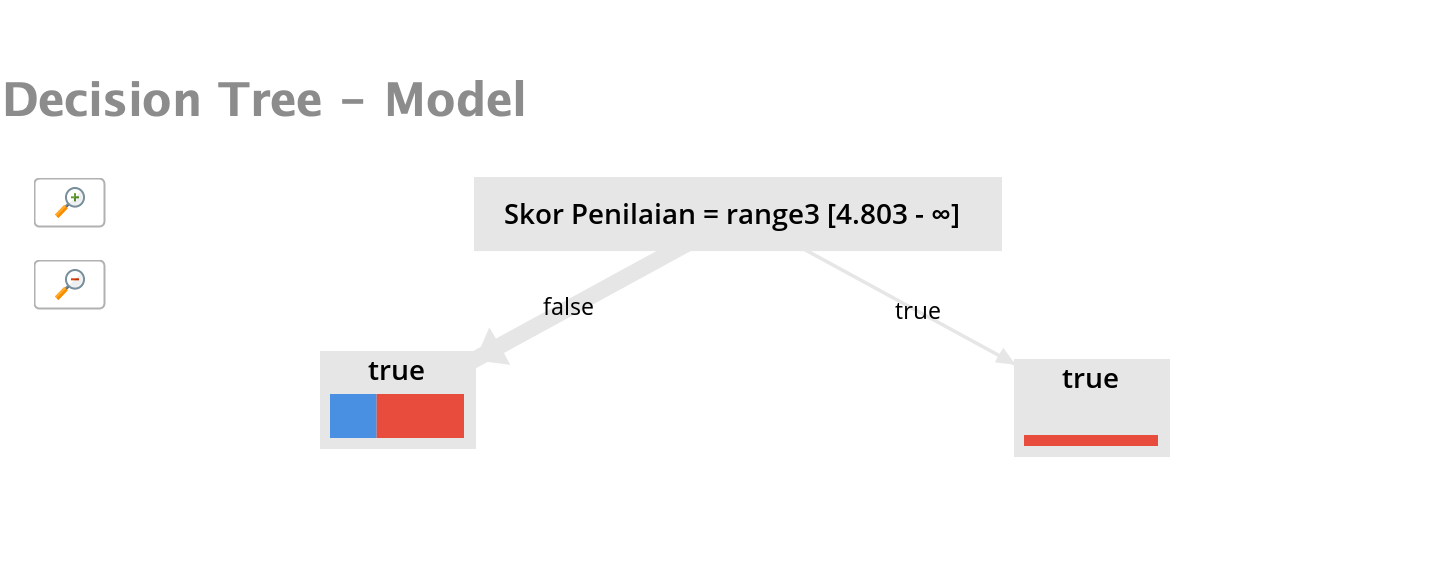 Decision Tree – Model
Skor Penilaian = range3 [4.803 - ∞]
false
true
true
true